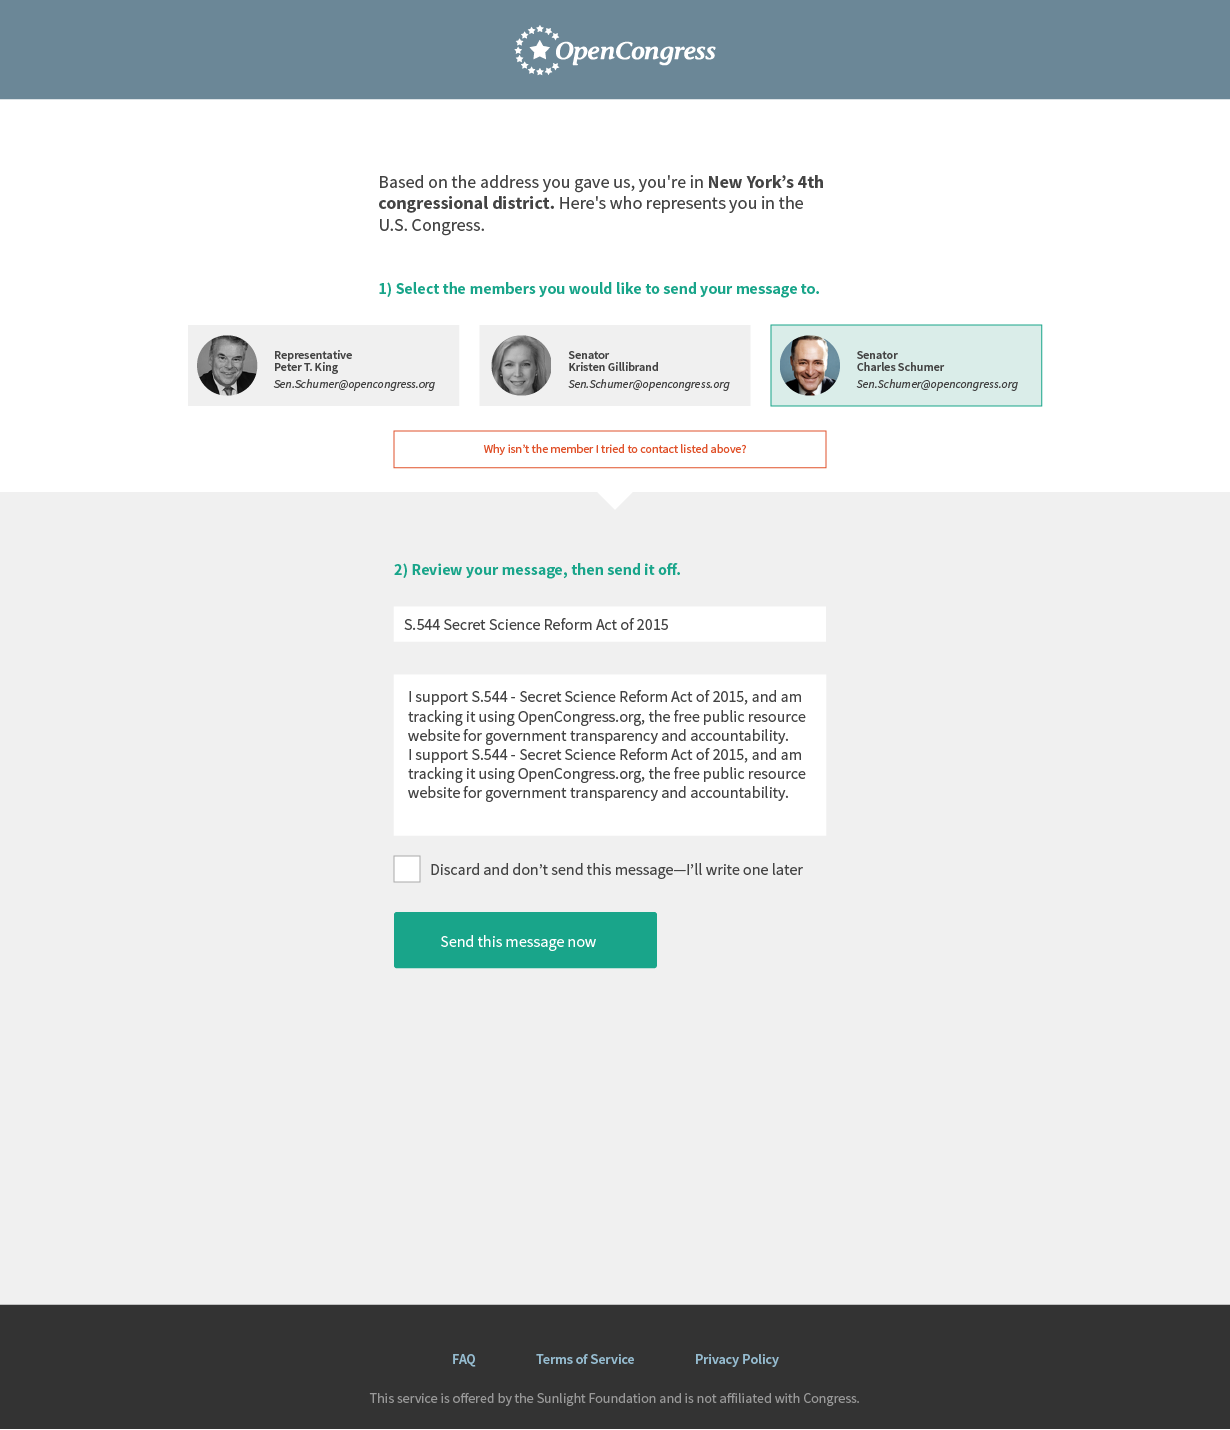 OpenCongress
Based on the address you gave us, you're in New York’s 4th
congressional district. Here's who represents you in the
U.S. Congress.
1) Select the members you would like to send your message to.
Representative
Peter T. King
Sen.Schumer@opencongress.org
Senator
Kristen Gillibrand
Sen.Schumer@opencongress.org
Senator
Charles Schumer
Sen.Schumer@opencongress.org
Why isn’t the member I tried to contact listed above?
2) Review your message, then send it off.
S.544 Secret Science Reform Act of 2015
I support S.544 - Secret Science Reform Act of 2015, and am
tracking it using OpenCongress.org, the free public resource
website for government transparency and accountability.
I support S.544 - Secret Science Reform Act of 2015, and am
tracking it using OpenCongress.org, the free public resource
website for government transparency and accountability.
Discard and don’t send this message—I’ll write one later
Send this message now
FAQ Terms of Service Privacy Policy
This service is offered by the Sunlight Foundation and is not affiliated with Congress.